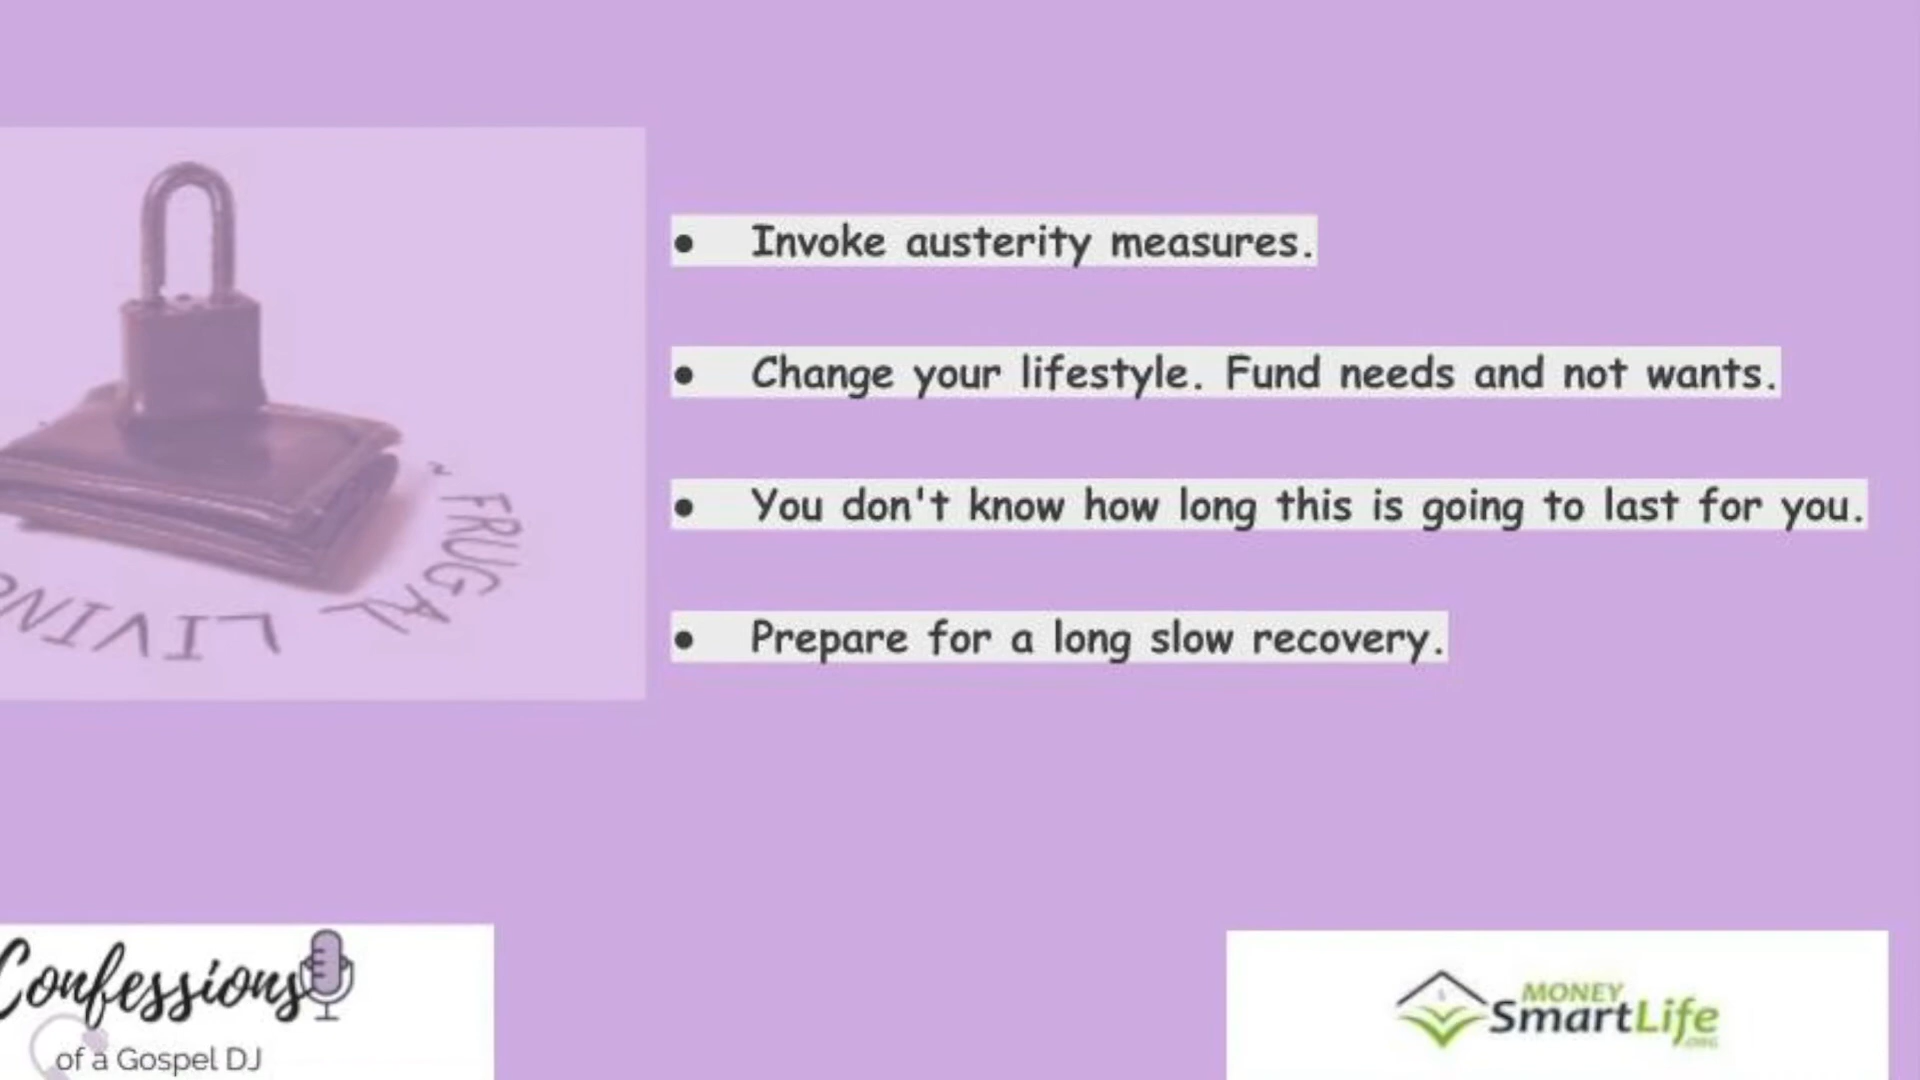 • Invoke austerity measures.
• Change your lifestyle. Fund needs and not wants.
• You don't know how long this is going to last for you.
• Prepare for a long slow recovery.
FRUGAL LIVING
Confessions
of a Gospel DJ
MONEY
SmartLife
.ORG